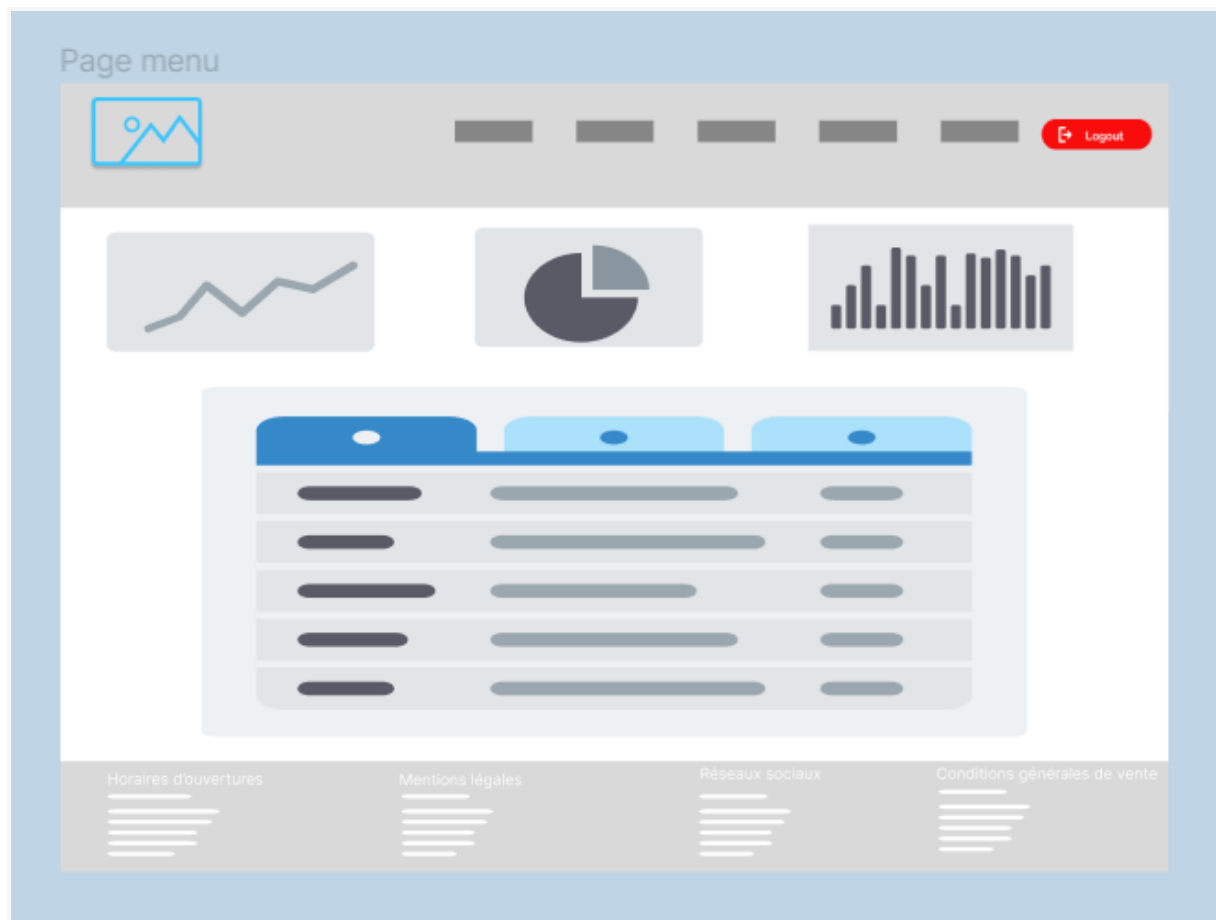 Page menu
Logout
Horaires d'ouvertures
Mentions légales
Réseaux sociaux
Conditions générales de vente